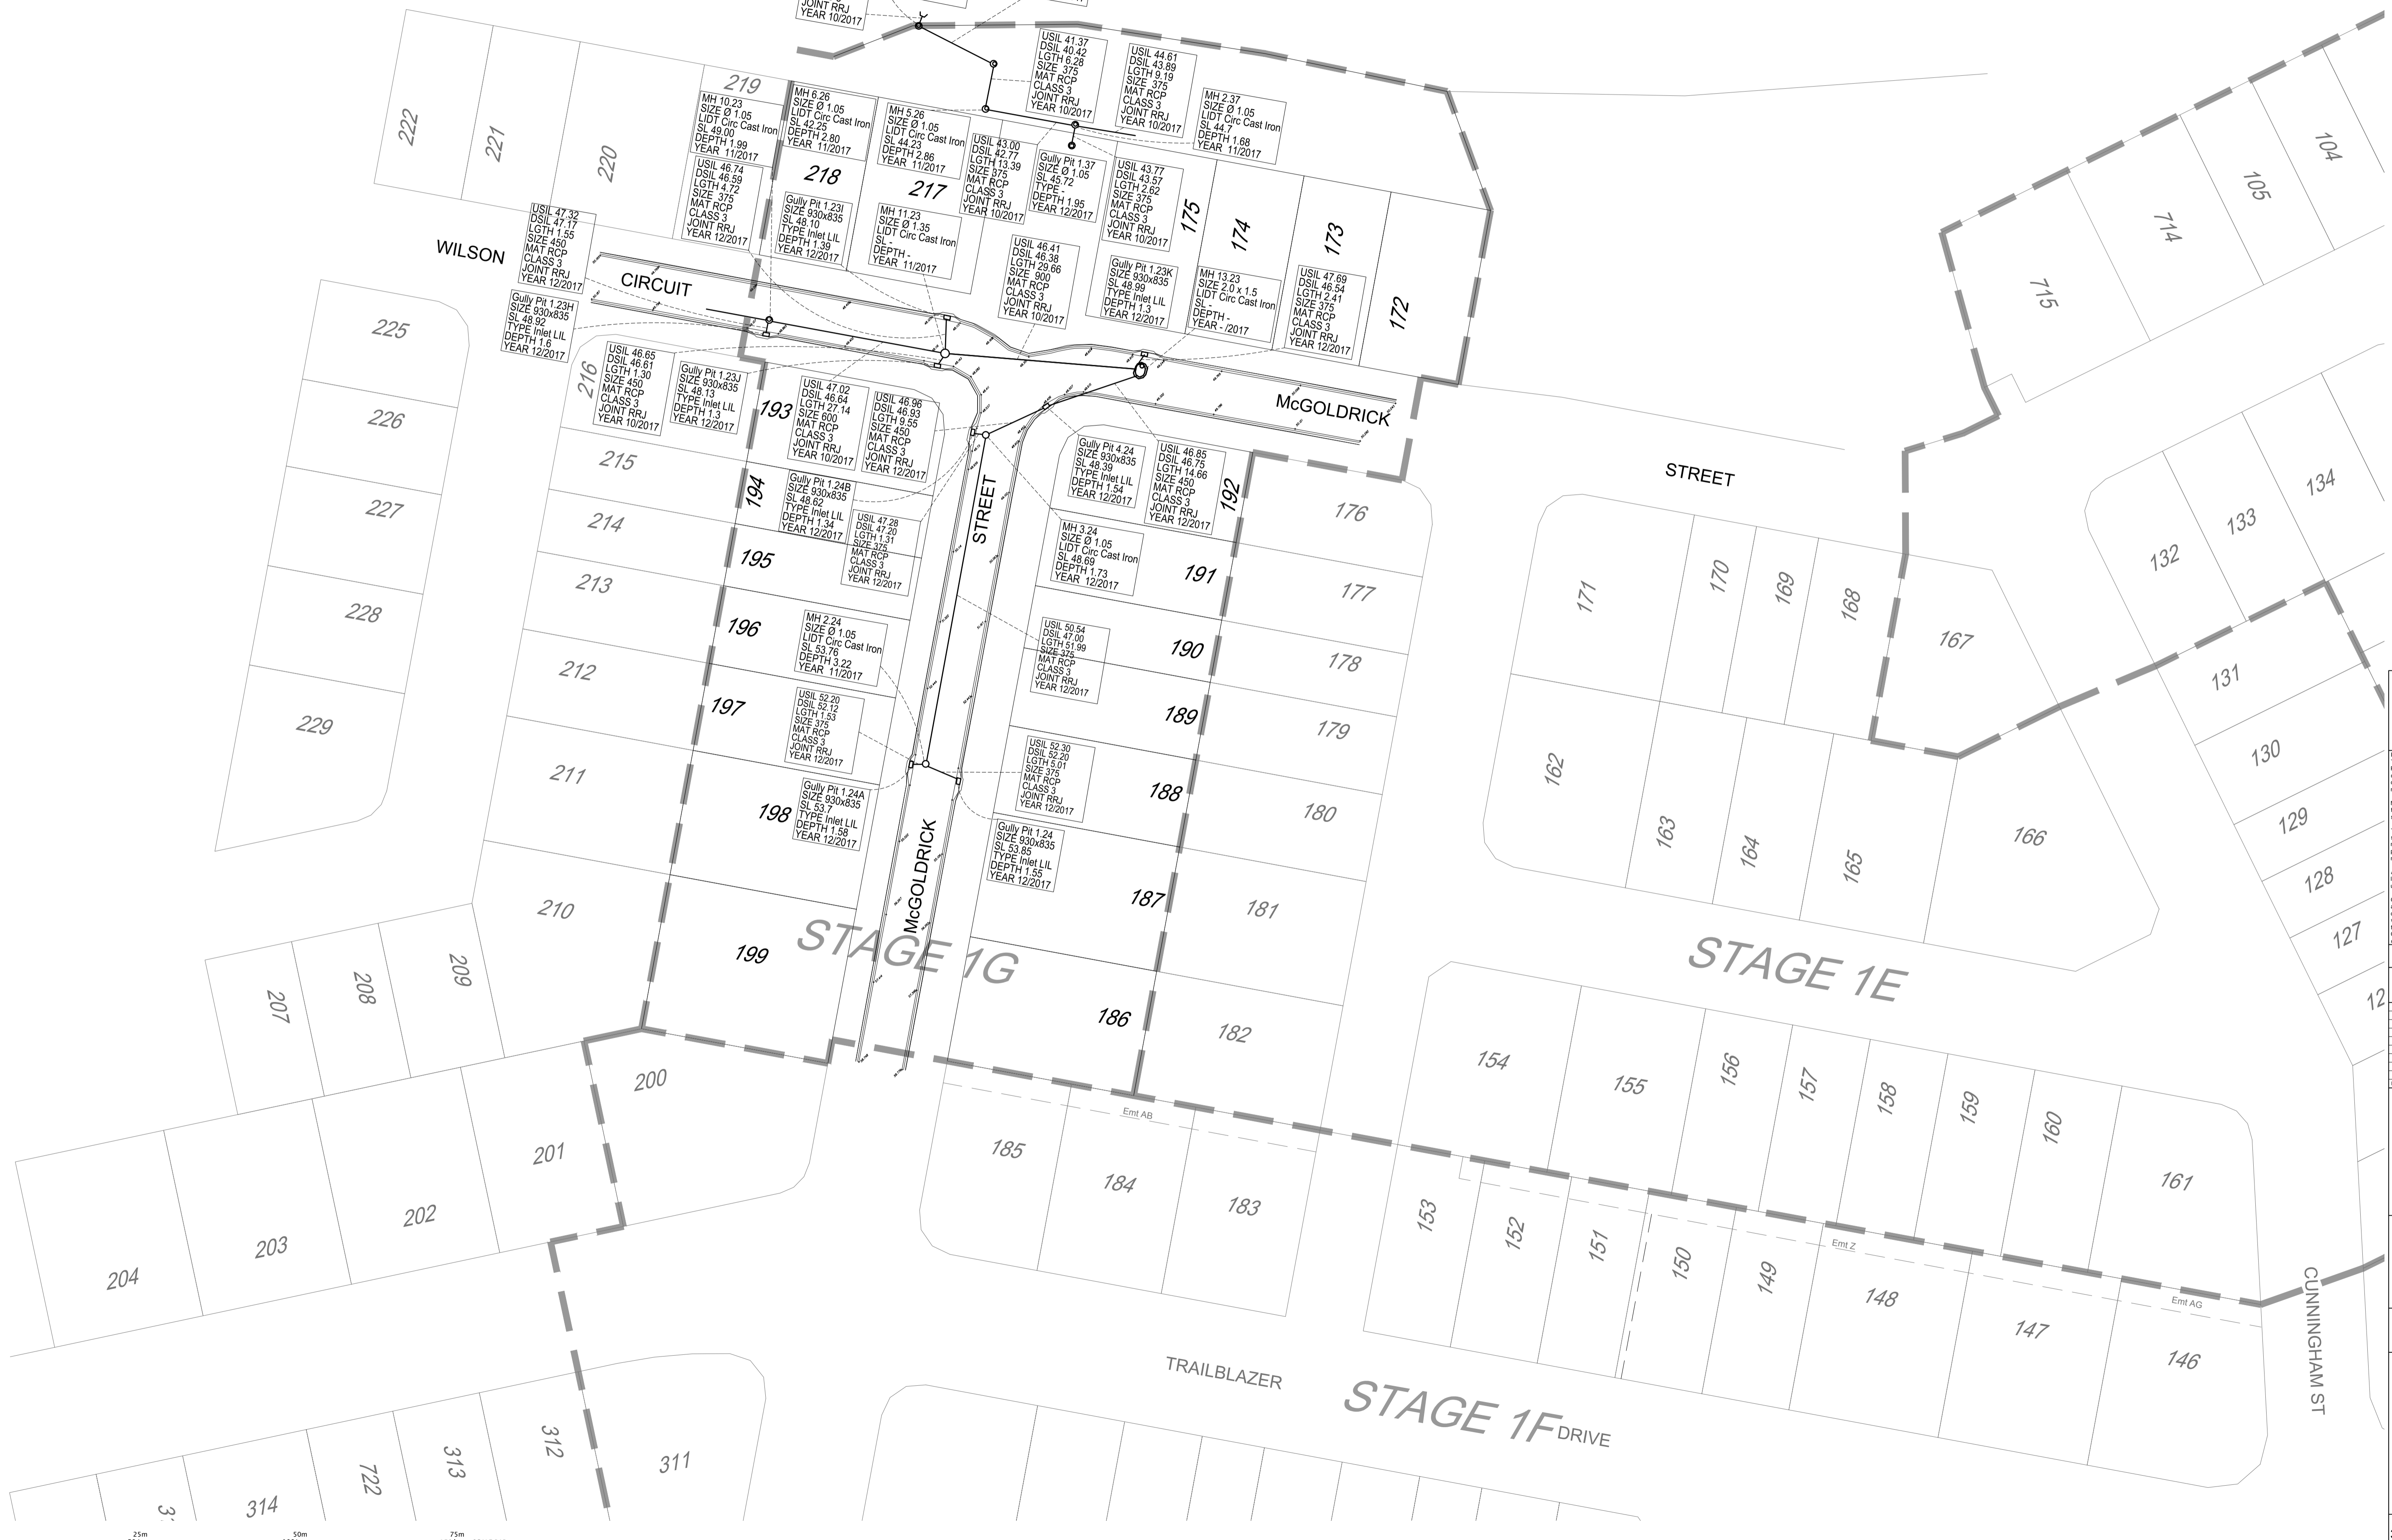 JOINT RRJ
YEAR 10/2017
USIL 41.37
DSIL 40.42
LGTH 6.28
SIZE 375
MAT RCP
CLASS 3
JOINT RRJ
YEAR 10/2017
USIL 44.61
DSIL 43.89
LGTH 9.19
SIZE 375
MAT RCP
CLASS 3
JOINT RRJ
YEAR 10/2017
MH 2.37
SIZE Ø 1.05
LIDT Circ Cast Iron
SL 44.7
DEPTH 1.68
YEAR 11/2017
222
221
220
219
MH 10.23
SIZE Ø 1.05
LIDT Circ Cast Iron
SL 49.00
DEPTH 1.99
YEAR 11/2017
MH 6.26
SIZE Ø 1.05
LIDT Circ Cast Iron
SL 42.25
DEPTH 2.80
YEAR 11/2017
MH 5.26
SIZE Ø 1.05
LIDT Circ Cast Iron
SL 44.23
DEPTH 2.86
YEAR 11/2017
USIL 43.00
DSIL 42.77
LGTH 13.39
SIZE 375
MAT RCP
CLASS 3
JOINT RRJ
YEAR 10/2017
Gully Pit 1.37
SIZE Ø 1.05
SL 45.72
TYPE -
DEPTH 1.95
YEAR 12/2017
USIL 43.77
DSIL 43.57
LGTH 2.62
SIZE 375
MAT RCP
CLASS 3
JOINT RRJ
YEAR 10/2017
USIL 46.74
DSIL 46.59
LGTH 4.72
SIZE 375
MAT RCP
CLASS 3
JOINT RRJ
YEAR 12/2017
218
217
175
174
173
172
Gully Pit 1.23I
SIZE 930x835
SL 48.10
TYPE Inlet LIL
DEPTH 1.39
YEAR 12/2017
MH 11.23
SIZE Ø 1.35
LIDT Circ Cast Iron
SL -
DEPTH -
YEAR 11/2017
USIL 46.41
DSIL 46.38
LGTH 29.66
SIZE 900
MAT RCP
CLASS 3
JOINT RRJ
YEAR 10/2017
Gully Pit 1.23K
SIZE 930x835
SL 48.99
TYPE Inlet LIL
DEPTH 1.3
YEAR 12/2017
MH 13.23
SIZE 2.0 x 1.5
LIDT Circ Cast Iron
SL -
DEPTH -
YEAR - /2017
USIL 47.69
DSIL 46.54
LGTH 2.41
SIZE 375
MAT RCP
CLASS 3
JOINT RRJ
YEAR 12/2017
USIL 47.32
DSIL 47.17
LGTH 1.55
SIZE 450
MAT RCP
CLASS 3
JOINT RRJ
YEAR 12/2017
Gully Pit 1.23H
SIZE 930x835
SL 48.92
TYPE Inlet LIL
DEPTH 1.6
YEAR 12/2017
WILSON
CIRCUIT
McGOLDRICK
STREET
104
105
714
715
225
226
227
228
229
216
USIL 46.65
DSIL 46.61
LGTH 1.30
SIZE 450
MAT RCP
CLASS 3
JOINT RRJ
YEAR 10/2017
Gully Pit 1.23J
SIZE 930x835
SL 48.13
TYPE Inlet LIL
DEPTH 1.3
YEAR 12/2017
193
USIL 47.02
DSIL 46.64
LGTH 27.14
SIZE 600
MAT RCP
CLASS 3
JOINT RRJ
YEAR 10/2017
USIL 46.96
DSIL 46.93
LGTH 9.55
SIZE 450
MAT RCP
CLASS 3
JOINT RRJ
YEAR 12/2017
Gully Pit 4.24
SIZE 930x835
SL 48.39
TYPE Inlet LIL
DEPTH 1.54
YEAR 12/2017
USIL 46.85
DSIL 46.75
LGTH 14.66
SIZE 450
MAT RCP
CLASS 3
JOINT RRJ
YEAR 12/2017
192
176
215
194
Gully Pit 1.24B
SIZE 930x835
SL 48.62
TYPE Inlet LIL
DEPTH 1.34
YEAR 12/2017
USIL 47.28
DSIL 47.20
LGTH 1.31
SIZE 375
MAT RCP
CLASS 3
JOINT RRJ
YEAR 12/2017
STREET
MH 3.24
SIZE Ø 1.05
LIDT Circ Cast Iron
SL 48.69
DEPTH 1.73
YEAR 12/2017
214
195
191
177
213
196
MH 2.24
SIZE Ø 1.05
LIDT Circ Cast Iron
SL 53.76
DEPTH 3.22
YEAR 11/2017
USIL 50.54
DSIL 47.00
LGTH 51.99
SIZE 375
MAT RCP
CLASS 3
JOINT RRJ
YEAR 12/2017
190
178
212
197
USIL 52.20
DSIL 52.12
LGTH 1.53
SIZE 375
MAT RCP
CLASS 3
JOINT RRJ
YEAR 12/2017
189
179
USIL 52.30
DSIL 52.20
LGTH 5.01
SIZE 375
MAT RCP
CLASS 3
JOINT RRJ
YEAR 12/2017
211
198
Gully Pit 1.24A
SIZE 930x835
SL 53.7
TYPE Inlet LIL
DEPTH 1.58
YEAR 12/2017
188
180
Gully Pit 1.24
SIZE 930x835
SL 53.85
TYPE Inlet LIL
DEPTH 1.55
YEAR 12/2017
McGOLDRICK
210
187
181
199
STAGE 1G
186
182
171
170
169
168
167
134
133
132
131
130
129
128
127
12
162
163
164
165
166
STAGE 1E
207
208
209
200
201
202
203
204
Emt AB
185
184
183
154
155
156
157
158
159
160
161
153
152
151
150
149
148
147
146
Emt Z
Emt AG
CUNNINGHAM ST
TRAILBLAZER
STAGE 1F
DRIVE
314
722
313
312
311
25m
50m
75m